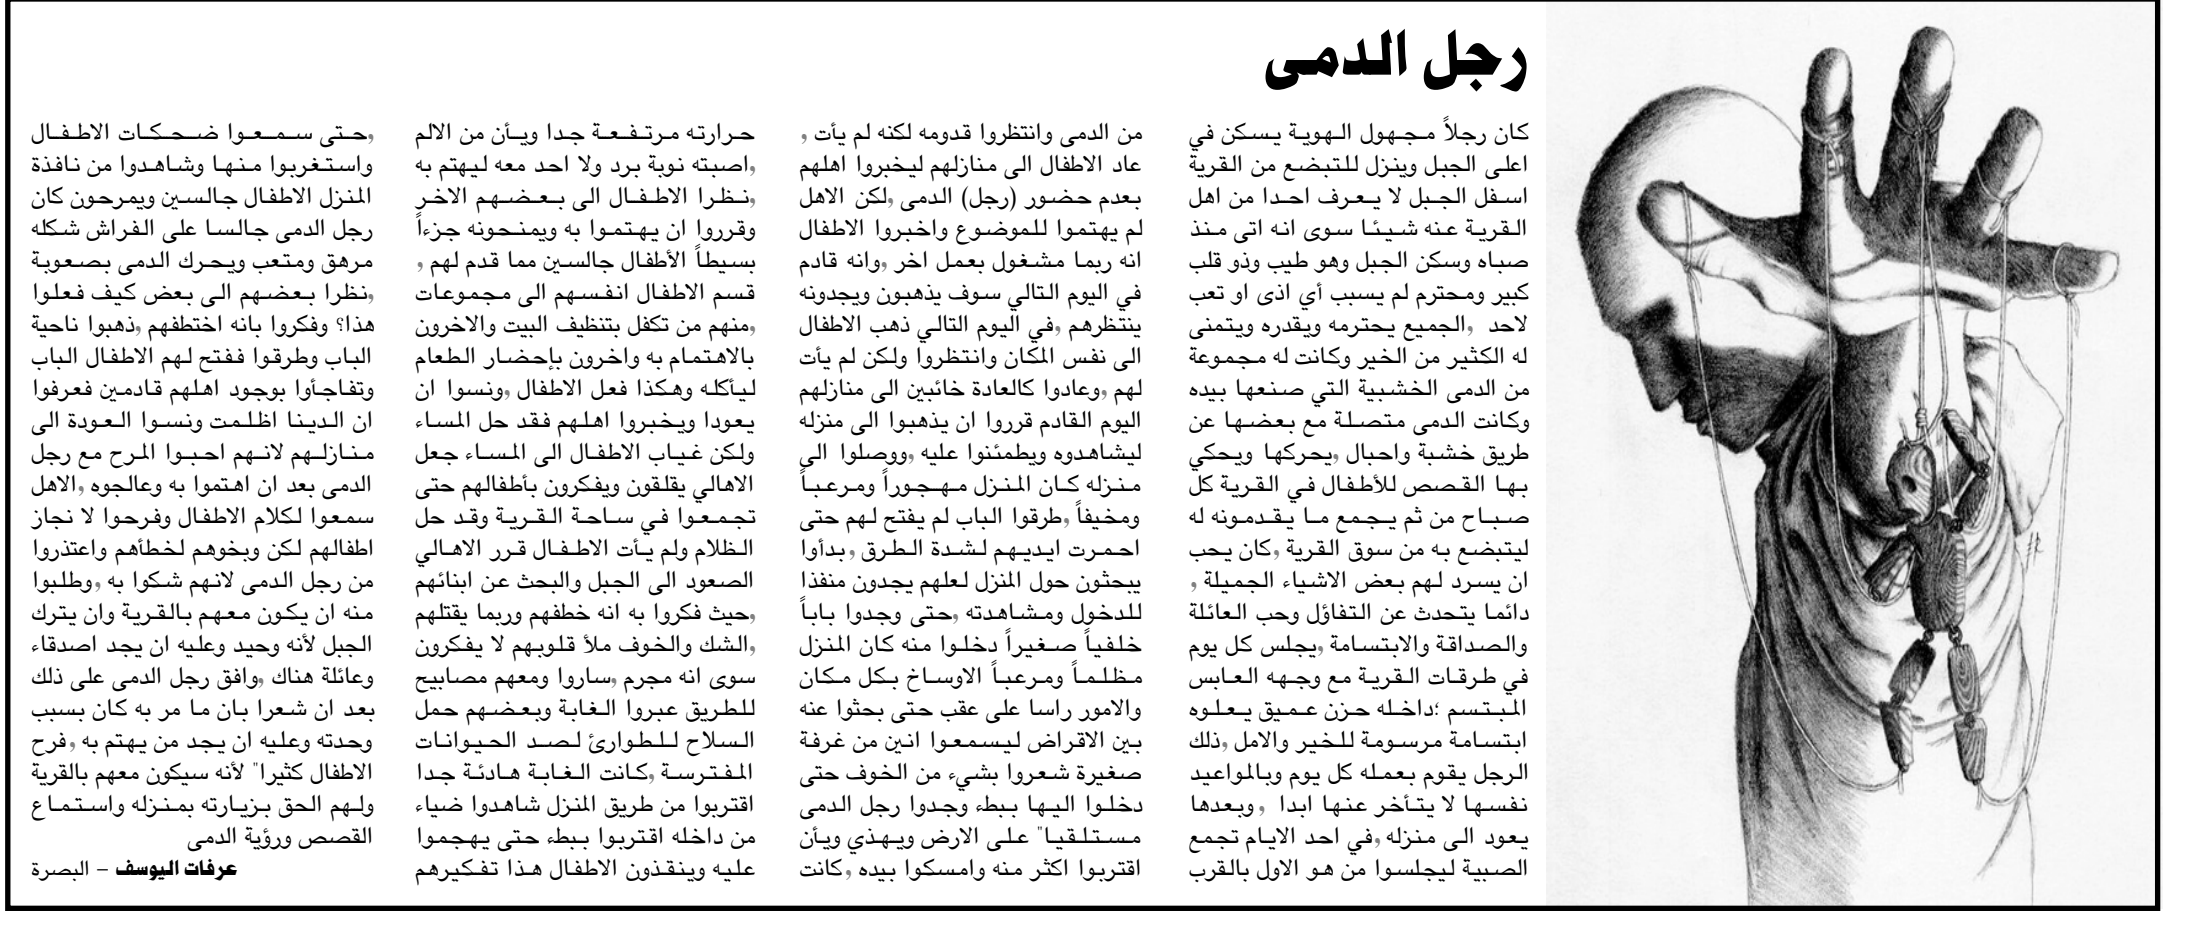 رجل الدمى
كان رجلاً مجهول الهوية يسكن في
اعلى الجبل وينزل للتبضع من القرية
اسفل الجبل لا يعرف احدا من اهل
القرية عنه شيئا سوى انه اتى منذ
صباه وسكن الجبل وهو طيب وذو قلب
كبير ومحترم لم يسبب أي اذى او تعب
لاحد ,والجميع يحترمه ويقدره ويتمنى
له الكثير من الخير وكانت له مجموعة
من الدمى الخشبية التي صنعها بيده
وكانت الدمى متصلة مع بعضها عن
طريق خشبة واحبال ,يحركها ويحكي
بها القصص للأطفال في القرية كل
صباح من ثم يجمع ما يقدمونه له
ليتبضع به من سوق القرية ,كان يحب
ان يسرد لهم بعض الاشياء الجميلة ,
دائما يتحدث عن التفاؤل وحب العائلة
والصداقة والابتسامة ,يجلس كل يوم
في طرقات القرية مع وجهه العابس
المبتسم ؛داخله حزن عميق يعلوه
ابتسامة مرسومة للخير والامل ,ذلك
الرجل يقوم بعمله كل يوم وبالمواعيد
نفسها لا يتأخر عنها ابدا ,وبعدها
يعود الى منزله ,في احد الايام تجمع
الصبية ليجلسوا من هو الاول بالقرب
من الدمى وانتظروا قدومه لكنه لم يأت ,
عاد الاطفال الى منازلهم ليخبروا اهلهم
بعدم حضور (رجل) الدمى ,ولكن الاهل
لم يهتموا للموضوع واخبروا الاطفال
انه ربما مشغول بعمل اخر ,وانه قادم
في اليوم التالي سوف يذهبون ويجدونه
ينتظرهم ,وفي اليوم التالي ذهب الاطفال
الى نفس المكان وانتظروا ولكن لم يأت
لهم ,وعادوا كالعادة خائبين الى منازلهم
اليوم القادم قرروا ان يذهبوا الى منزله
ليشاهدوه ويطمئنوا عليه ,ووصلوا الى
منزله كان المنزل مهجوراً ومرعباً
ومخيفاً ,طرقوا الباب لم يفتح لهم حتى
احمرت ايديهم لشدة الطرق ,بدأوا
يبحثون حول المنزل لعلهم يجدون منفذا
للدخول ومشاهدته ,حتى وجدوا باباً
خلفياً صغيراً دخلوا منه كان المنزل
مظلماً ومرعباً الاوساخ بكل مكان
والامور راسا على عقب حتى بحثوا عنه
بين الاقراض ليسمعوا انين من غرفة
صغيرة شعروا بشيء من الخوف حتى
دخلوا اليها ببطء وجدوا رجل الدمى
مستلقيا" على الارض ويهذي ويأن
اقتربوا اكثر منه وامسكوا بيده ,كانت
حرارته مرتفعة جدا ويأن من الالم
,اصبته نوبة برد ولا احد معه ليهتم به
,نظرا الاطفال الى بعضهم الاخر
وقرروا ان يهتموا به ويمنحونه جزءاً
بسيطاً الأطفال جالسين مما قدم لهم ,
قسم الاطفال انفسهم الى مجموعات
,منهم من تكفل بتنظيف البيت والاخرون
بالاهتمام به واخرون بإحضار الطعام
ليأكله وهكذا فعل الاطفال ,ونسوا ان
يعودا ويخبروا اهلهم فقد حل المساء
ولكن غياب الاطفال الى المساء جعل
الاهالي يقلقون ويفكرون بأطفالهم حتى
تجمعوا في ساحة القرية وقد حل
الظلام ولم يأت الاطفال قرر الاهالي
الصعود الى الجبل والبحث عن ابنائهم
,حيث فكروا به انه خطفهم وربما يقتلهم
,الشك والخوف ملأ قلوبهم لا يفكرون
سوى انه مجرم ,ساروا ومعهم مصابيح
للطريق عبروا الغابة وبعضهم حمل
السلاح للطوارئ لصد الحيوانات
المفترسة ,كانت الغابة هادئة جدا
اقتربوا من طريق المنزل شاهدوا ضياء
من داخله اقتربوا ببطء حتى يهجموا
عليه وينقذون الاطفال هذا تفكيرهم
,حتى سمعوا ضحكات الاطفال
واستغربوا منها وشاهدوا من نافذة
المنزل الاطفال جالسين ويمرحون كان
رجل الدمى جالسا على الفراش شكله
مرهق ومتعب ويحرك الدمى بصعوبة
,نظرا بعضهم الى بعض كيف فعلوا
هذا؟ وفكروا بانه اختطفهم ,ذهبوا ناحية
الباب وطرقوا ففتح لهم الاطفال الباب
وتفاجأوا بوجود اهلهم قادمين فعرفوا
ان الدينا اظلمت ونسوا العودة الى
منازلهم لانهم احبوا المرح مع رجل
الدمى بعد ان اهتموا به وعالجوه ,الاهل
سمعوا لكلام الاطفال وفرحوا لا نجاز
اطفالهم لكن وبخوهم لخطأهم واعتذروا
من رجل الدمى لانهم شكوا به ,وطلبوا
منه ان يكون معهم بالقرية وان يترك
الجبل لأنه وحيد وعليه ان يجد اصدقاء
وعائلة هناك ,وافق رجل الدمى على ذلك
بعد ان شعرا بان ما مر به كان بسبب
وحدته وعليه ان يجد من يهتم به ,فرح
الاطفال كثيرا" لأنه سيكون معهم بالقرية
ولهم الحق بزيارته بمنزله واستماع
القصص ورؤية الدمى
عرفات اليوسف – البصرة